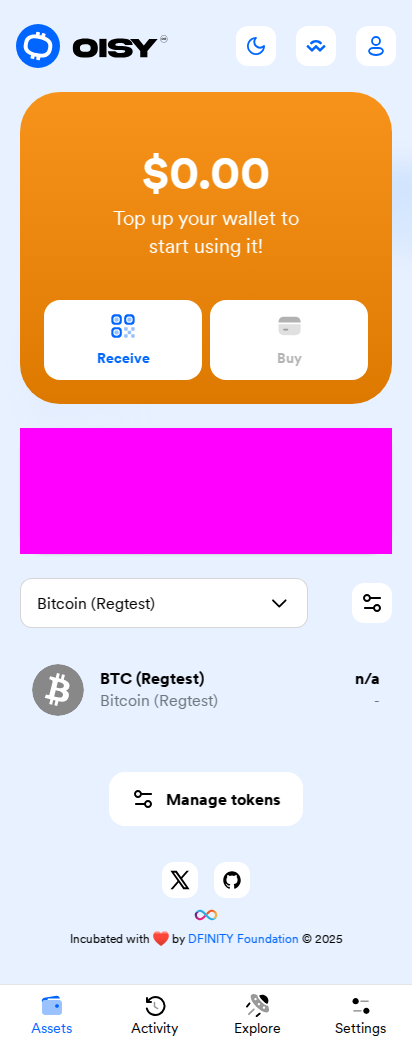 OISY
$0.00
Top up your wallet to
start using it!
Receive
Buy
Bitcoin (Regtest)
BTC (Regtest)
n/a
Bitcoin (Regtest)
-
Manage tokens
Incubated with ❤️ by DFINITY Foundation © 2025
Assets
Activity
Explore
Settings